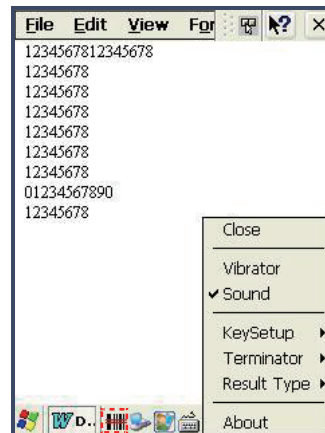 File Edit View For
1234567812345678
12345678
12345678
12345678
12345678
12345678
12345678
01234567890
12345678
Close
Vibrator
Sound
KeySetup
Terminator
Result Type
About
W D..